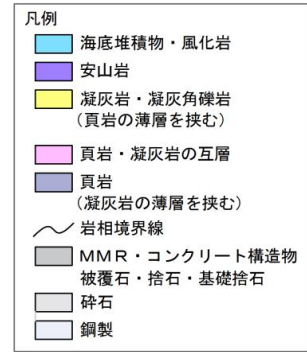 凡例
海底堆積物・風化岩
安山岩
凝灰岩・凝灰角礫岩
(頁岩の薄層を挟む)
頁岩・凝灰岩の互層
頁岩
(凝灰岩の薄層を挟む)
岩相境界線
MMR・コンクリート構造物
被覆石・捨石・基礎捨石
砕石
鋼製